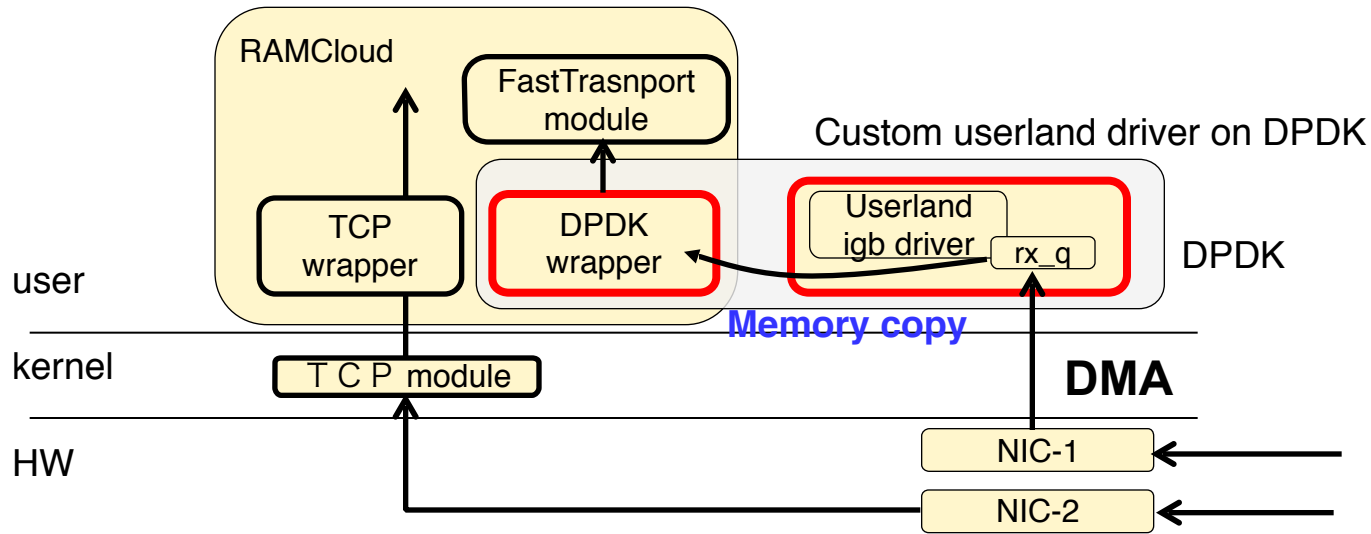 RAMCloud
FastTrasnport
module
Custom userland driver on DPDK
TCP
wrapper
DPDK
wrapper
Userland
igb driver
rx_q
DPDK
user
Memory copy
kernel
ＴＣＰ module
DMA
HW
NIC-1
NIC-2